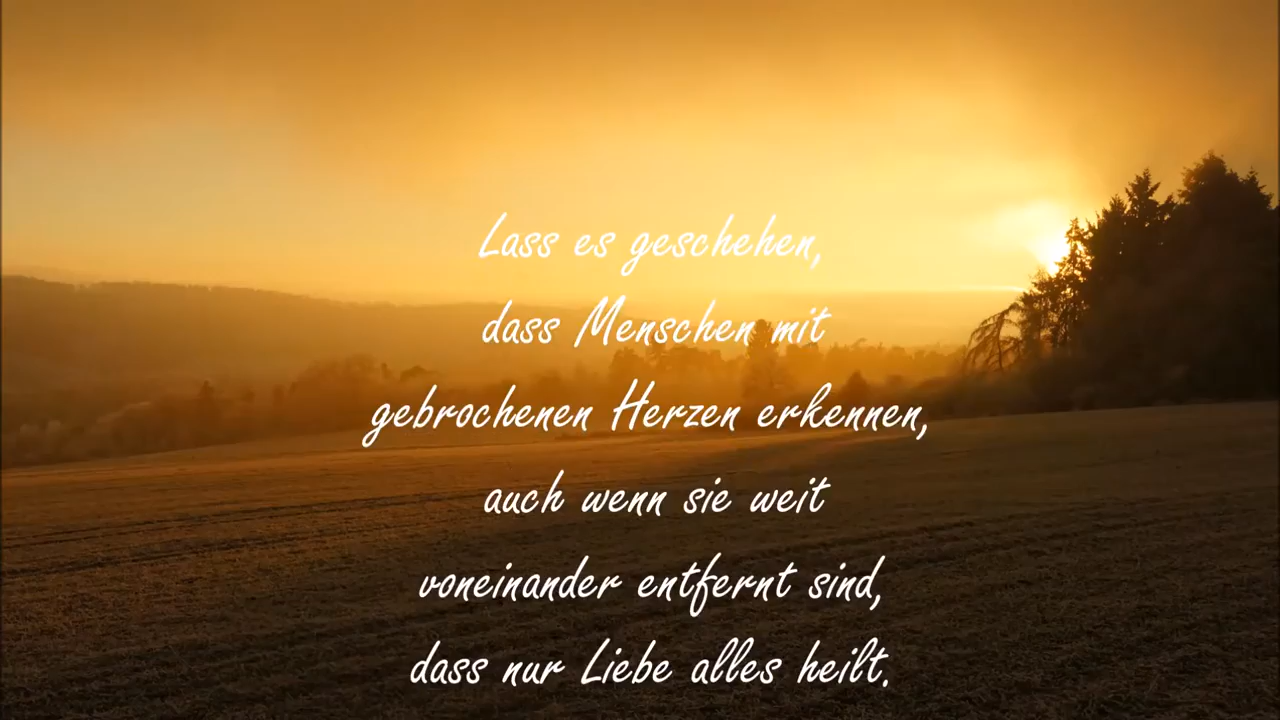 Lass es geschehen,
dass Menschen mit
gebrochenen Herzen erkennen,
auch wenn sie weit
voneinander entfernt sind,
dass nur Liebe alles heilt.